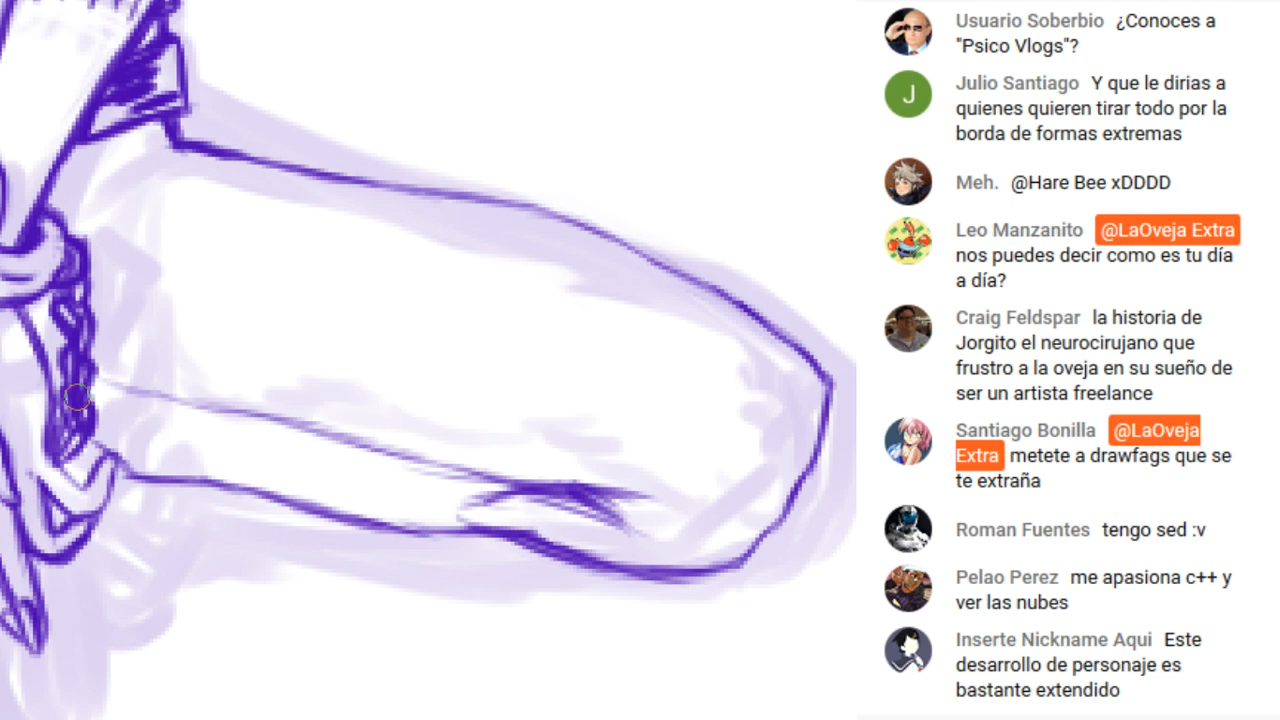 Usuario Soberbio ¿Conoces a
"Psico Vlogs"?
J
Julio Santiago Y que le dirias a
quienes quieren tirar todo por la
borda de formas extremas
Meh. @Hare Bee xDDDD
Leo Manzanito @LaOveja Extra
nos puedes decir como es tu día
a día?
Craig Feldspar la historia de
Jorgito el neurocirujano que
frustro a la oveja en su sueño de
ser un artista freelance
Santiago Bonilla @LaOveja
Extra metete a drawfags que se
te extraña
Roman Fuentes tengo sed :v
Pelao Perez me apasiona c++ y
ver las nubes
Inserte Nickname Aqui Este
desarrollo de personaje es
bastante extendido